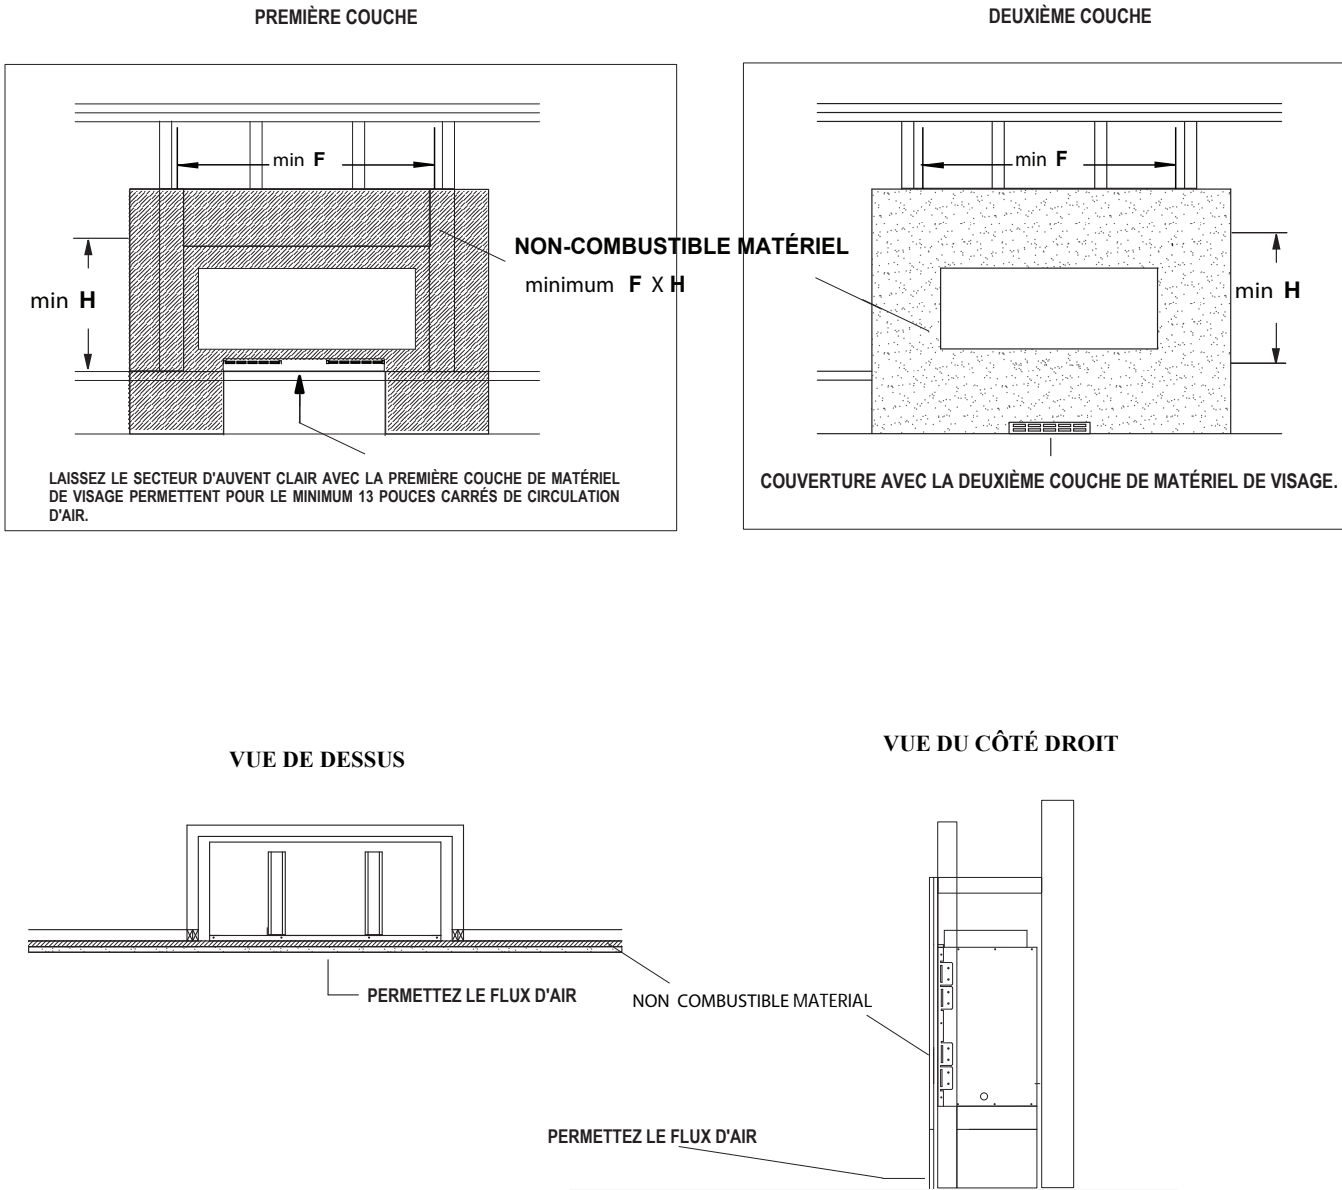 PREMIÈRE COUCHE
DEUXIÈME COUCHE
min F
min H
NON-COMBUSTIBLE MATÉRIEL
minimum F X H
LAISSEZ LE SECTEUR D'AUVENT CLAIR AVEC LA PREMIÈRE COUCHE DE MATÉRIEL
DE VISAGE PERMETTENT POUR LE MINIMUM 13 POUCES CARRÉS DE CIRCULATION
D'AIR.
min F
min H
COUVERTURE AVEC LA DEUXIÈME COUCHE DE MATÉRIEL DE VISAGE.
VUE DE DESSUS
VUE DU CÔTÉ DROIT
PERMETTEZ LE FLUX D'AIR
NON COMBUSTIBLE MATERIAL
PERMETTEZ LE FLUX D'AIR